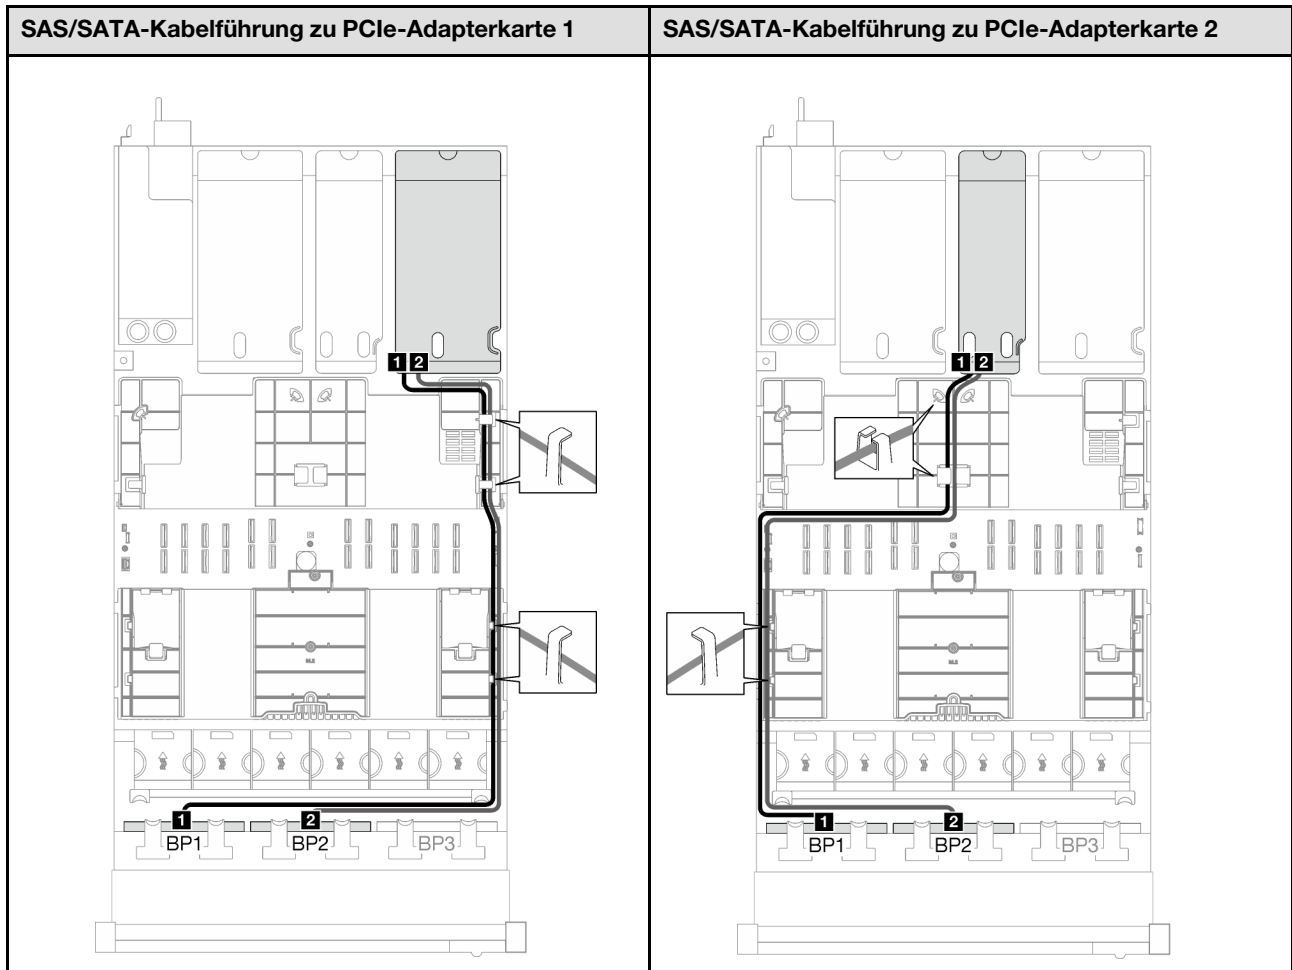 SAS/SATA-Kabelführung zu PCIe-Adapterkarte 1
SAS/SATA-Kabelführung zu PCIe-Adapterkarte 2
1 2
1 2
1 2
BP1 BP2 BP3
1 2
BP1 BP2 BP3